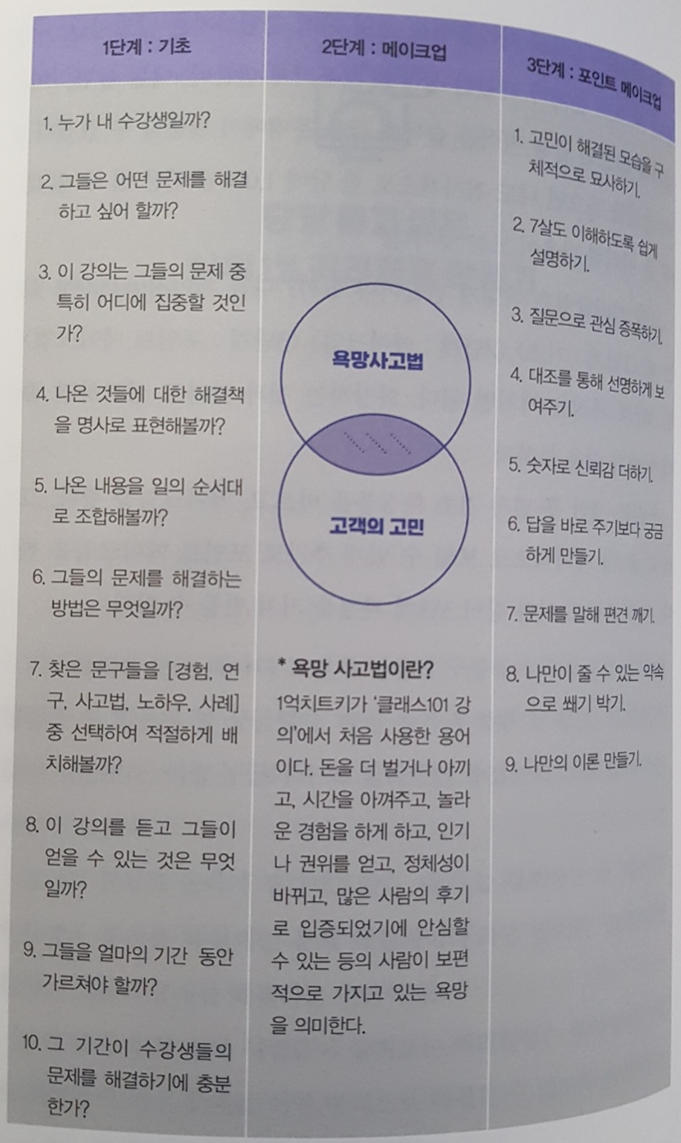 1단계 : 기초
1. 누가 내 수강생일까?
2. 그들은 어떤 문제를 해결
하고 싶어 할까?
3. 이 강의는 그들의 문제 중
특히 어디에 집중할 것인
가?
4. 나온 것들에 대한 해결책
을 명사로 표현해볼까?
5. 나온 내용을 일의 순서대
로 조합해볼까?
6. 그들의 문제를 해결하는
방법은 무엇일까?
7. 찾은 문구들을 [경험, 연
구, 사고법, 노하우, 사례]
중 선택하여 적절하게 배
치해볼까?
8. 이 강의를 듣고 그들이
얻을 수 있는 것은 무엇
일까?
9. 그들을 얼마의 기간 동안
가르쳐야 할까?
10. 그 기간이 수강생들의
문제를 해결하기에 충분
한가?
2단계 : 메이크업
욕망사고법
고객의 고민
* 욕망 사고법이란?
1억치트키가 '클래스101 강
의'에서 처음 사용한 용어
이다. 돈을 더 벌거나 아끼
고, 시간을 아껴주고, 놀라
운 경험을 하게 하고, 인기
나 권위를 얻고, 정체성이
바뀌고, 많은 사람의 후기
로 입증되었기에 안심할
수 있는 등의 사람이 보편
적으로 가지고 있는 욕망
을 의미한다.
3단계 : 포인트 메이크업
1. 고민이 해결된 모습을 구
체적으로 묘사하기.
2. 7살도 이해하도록 쉽게
설명하기.
3. 질문으로 관심 증폭하기.
4. 대조를 통해 선명하게 보
여주기.
5. 숫자로 신뢰감 더하기.
6. 답을 바로 주기보다 궁금
하게 만들기.
7. 문제를 말해 편견 깨기.
8. 나만이 줄 수 있는 약속
으로 쐐기 박기.
9. 나만의 이론 만들기.